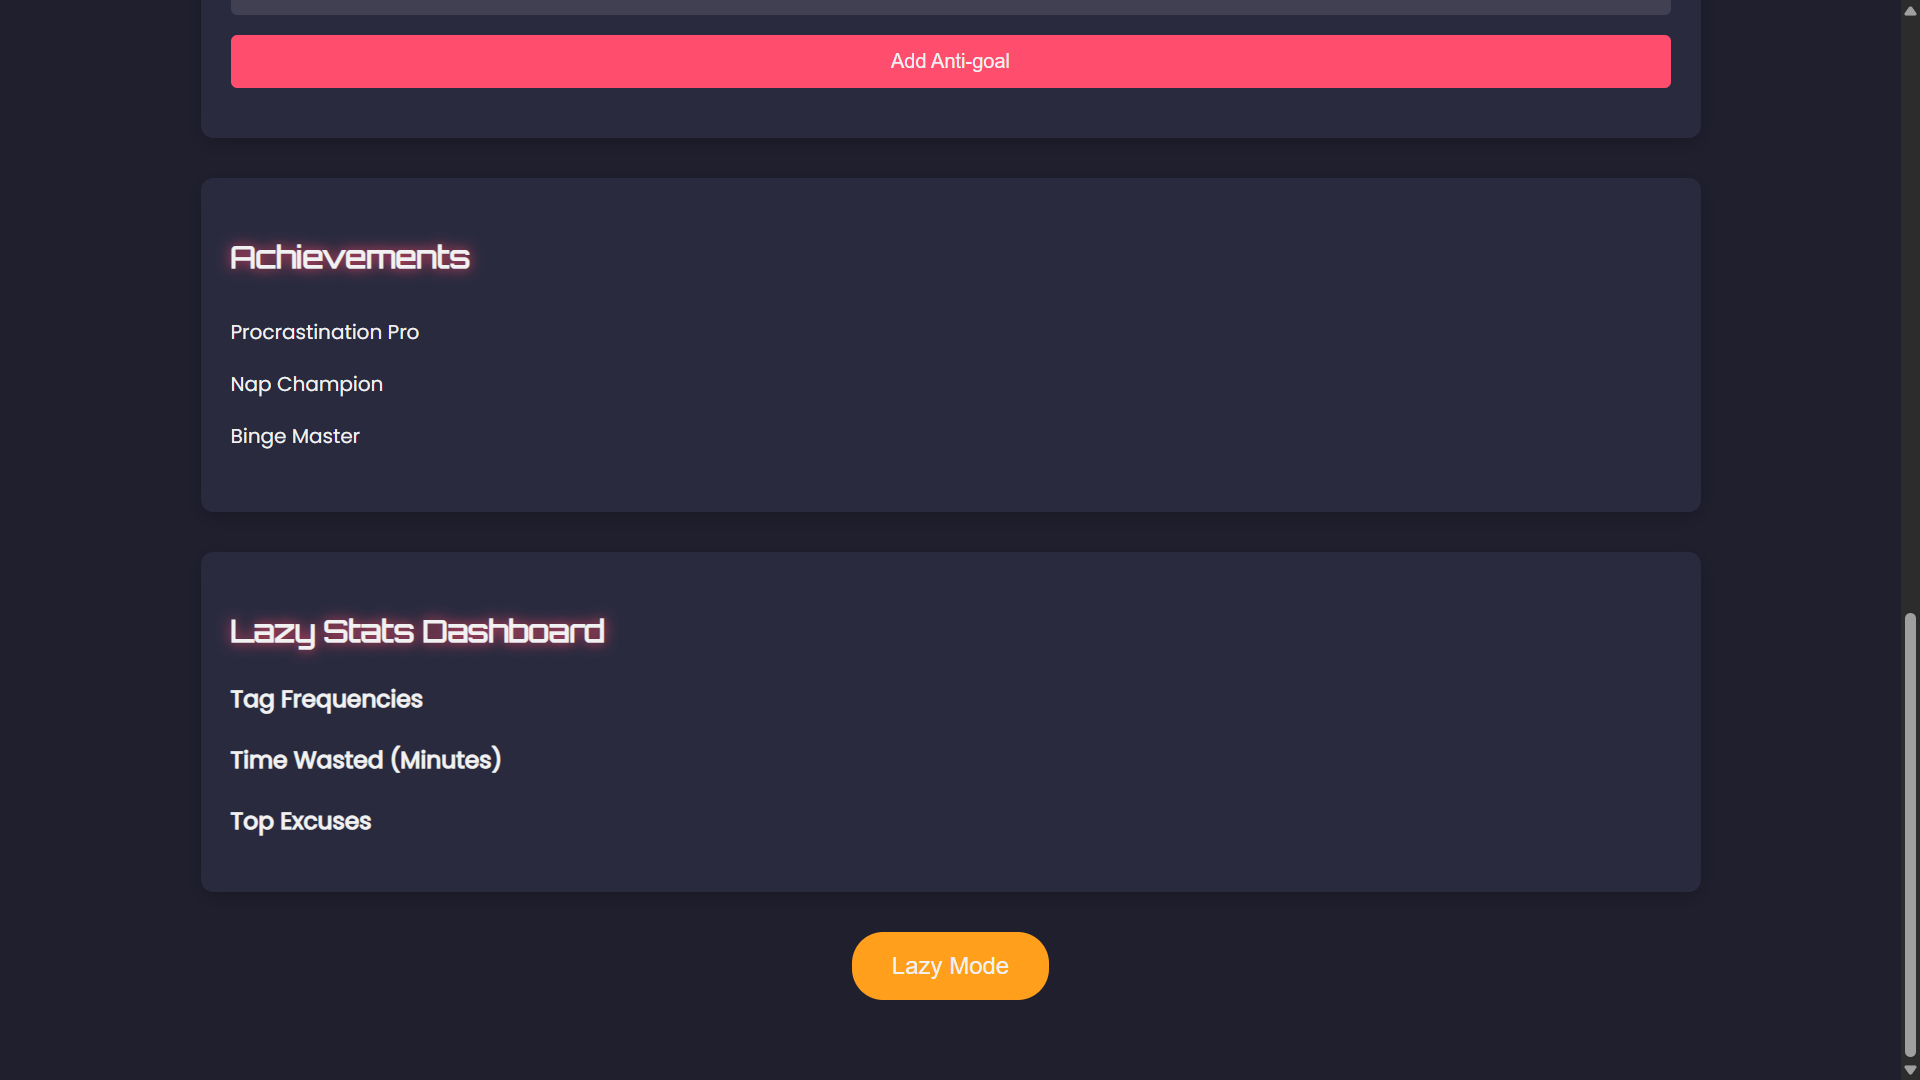 Add Anti-goal
Achievements
Procrastination Pro
Nap Champion
Binge Master
Lazy Stats Dashboard
Tag Frequencies
Time Wasted (Minutes)
Top Excuses
Lazy Mode